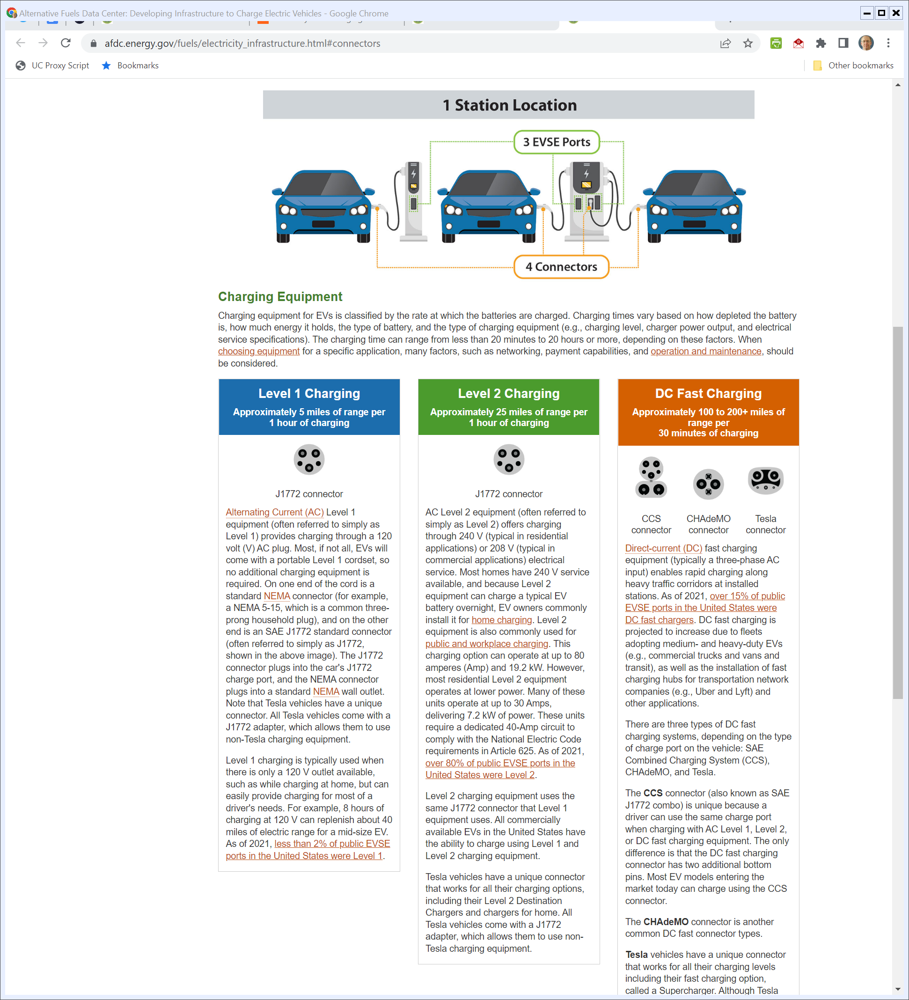 Alternative Fuels Data Center: Developing Infrastructure to Charge Electric Vehicles - Google Chrome
afdc.energy.gov/fuels/electricity_infrastructure.html#connectors
UC Proxy Script
Bookmarks
Other bookmarks
1 Station Location
3 EVSE Ports
4 Connectors
Charging Equipment
Charging equipment for EVs is classified by the rate at which the batteries are charged. Charging times vary based on how depleted the battery
is, how much energy it holds, the type of battery, and the type of charging equipment (e.g., charging level, charger power output, and electrical
service specifications). The charging time can range from less than 20 minutes to 20 hours or more, depending on these factors. When
choosing equipment for a specific application, many factors, such as networking, payment capabilities, and operation and maintenance, should
be considered.
Level 1 Charging
Approximately 5 miles of range per
1 hour of charging
J1772 connector
Alternating Current (AC) Level 1
equipment (often referred to simply as
Level 1) provides charging through a 120
volt (V) AC plug. Most, if not all, EVs will
come with a portable Level 1 cordset, so
no additional charging equipment is
required. On one end of the cord is a
standard NEMA connector (for example,
a NEMA 5-15, which is a common three-
prong household plug), and on the other
end is an SAE J1772 standard connector
(often referred to simply as J1772,
shown in the above image). The J1772
connector plugs into the car's J1772
charge port, and the NEMA connector
plugs into a standard NEMA wall outlet.
Note that Tesla vehicles have a unique
connector. All Tesla vehicles come with a
J1772 adapter, which allows them to use
non-Tesla charging equipment.
Level 1 charging is typically used when
there is only a 120 V outlet available,
such as while charging at home, but can
easily provide charging for most of a
driver's needs. For example, 8 hours of
charging at 120 V can replenish about 40
miles of electric range for a mid-size EV.
As of 2021, less than 2% of public EVSE
ports in the United States were Level 1.
Level 2 Charging
Approximately 25 miles of range per
1 hour of charging
J1772 connector
AC Level 2 equipment (often referred to
simply as Level 2) offers charging
through 240 V (typical in residential
applications) or 208 V (typical in
commercial applications) electrical
service. Most homes have 240 V service
available, and because Level 2
equipment can charge a typical EV
battery overnight, EV owners commonly
install it for home charging. Level 2
equipment is also commonly used for
public and workplace charging. This
charging option can operate at up to 80
amperes (Amp) and 19.2 kW. However,
most residential Level 2 equipment
operates at lower power. Many of these
units operate at up to 30 Amps,
delivering 7.2 kW of power. These units
require a dedicated 40-Amp circuit to
comply with the National Electric Code
requirements in Article 625. As of 2021,
over 80% of public EVSE ports in the
United States were Level 2.
Level 2 charging equipment uses the
same J1772 connector that Level 1
equipment uses. All commercially
available EVs in the United States have
the ability to charge using Level 1 and
Level 2 charging equipment.
Tesla vehicles have a unique connector
that works for all their charging options,
including their Level 2 Destination
Chargers and chargers for home. All
Tesla vehicles come with a J1772
adapter, which allows them to use non-
Tesla charging equipment.
DC Fast Charging
Approximately 100 to 200+ miles of
range per
30 minutes of charging
CCS connector
CHAdeMO connector
Tesla connector
Direct-current (DC) fast charging
equipment (typically a three-phase AC
input) enables rapid charging along
heavy traffic corridors at installed
stations. As of 2021, over 15% of public
EVSE ports in the United States were
DC fast chargers. DC fast charging is
projected to increase due to fleets
adopting medium- and heavy-duty EVs
(e.g., commercial trucks and vans and
transit), as well as the installation of fast
charging hubs for transportation network
companies (e.g., Uber and Lyft) and
other applications.
There are three types of DC fast
charging systems, depending on the type
of charge port on the vehicle: SAE
Combined Charging System (CCS),
CHAdeMO, and Tesla.
The CCS connector (also known as SAE
J1772 combo) is unique because a
driver can use the same charge port
when charging with AC Level 1, Level 2,
or DC fast charging equipment. The only
difference is that the DC fast charging
connector has two additional bottom
pins. Most EV models entering the
market today can charge using the CCS
connector.
The CHAdeMO connector is another
common DC fast connector types.
Tesla vehicles have a unique connector
that works for all their charging levels
including their fast charging option,
called a Supercharger. Although Tesla